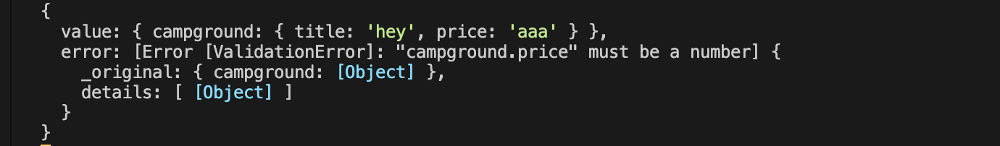 {
value: { campground: { title: 'hey', price: 'aaa' } },
error: [Error [ValidationError]: "campground.price" must be a number] {
_original: { campground: [Object] },
details: [ [Object] ]
}
}